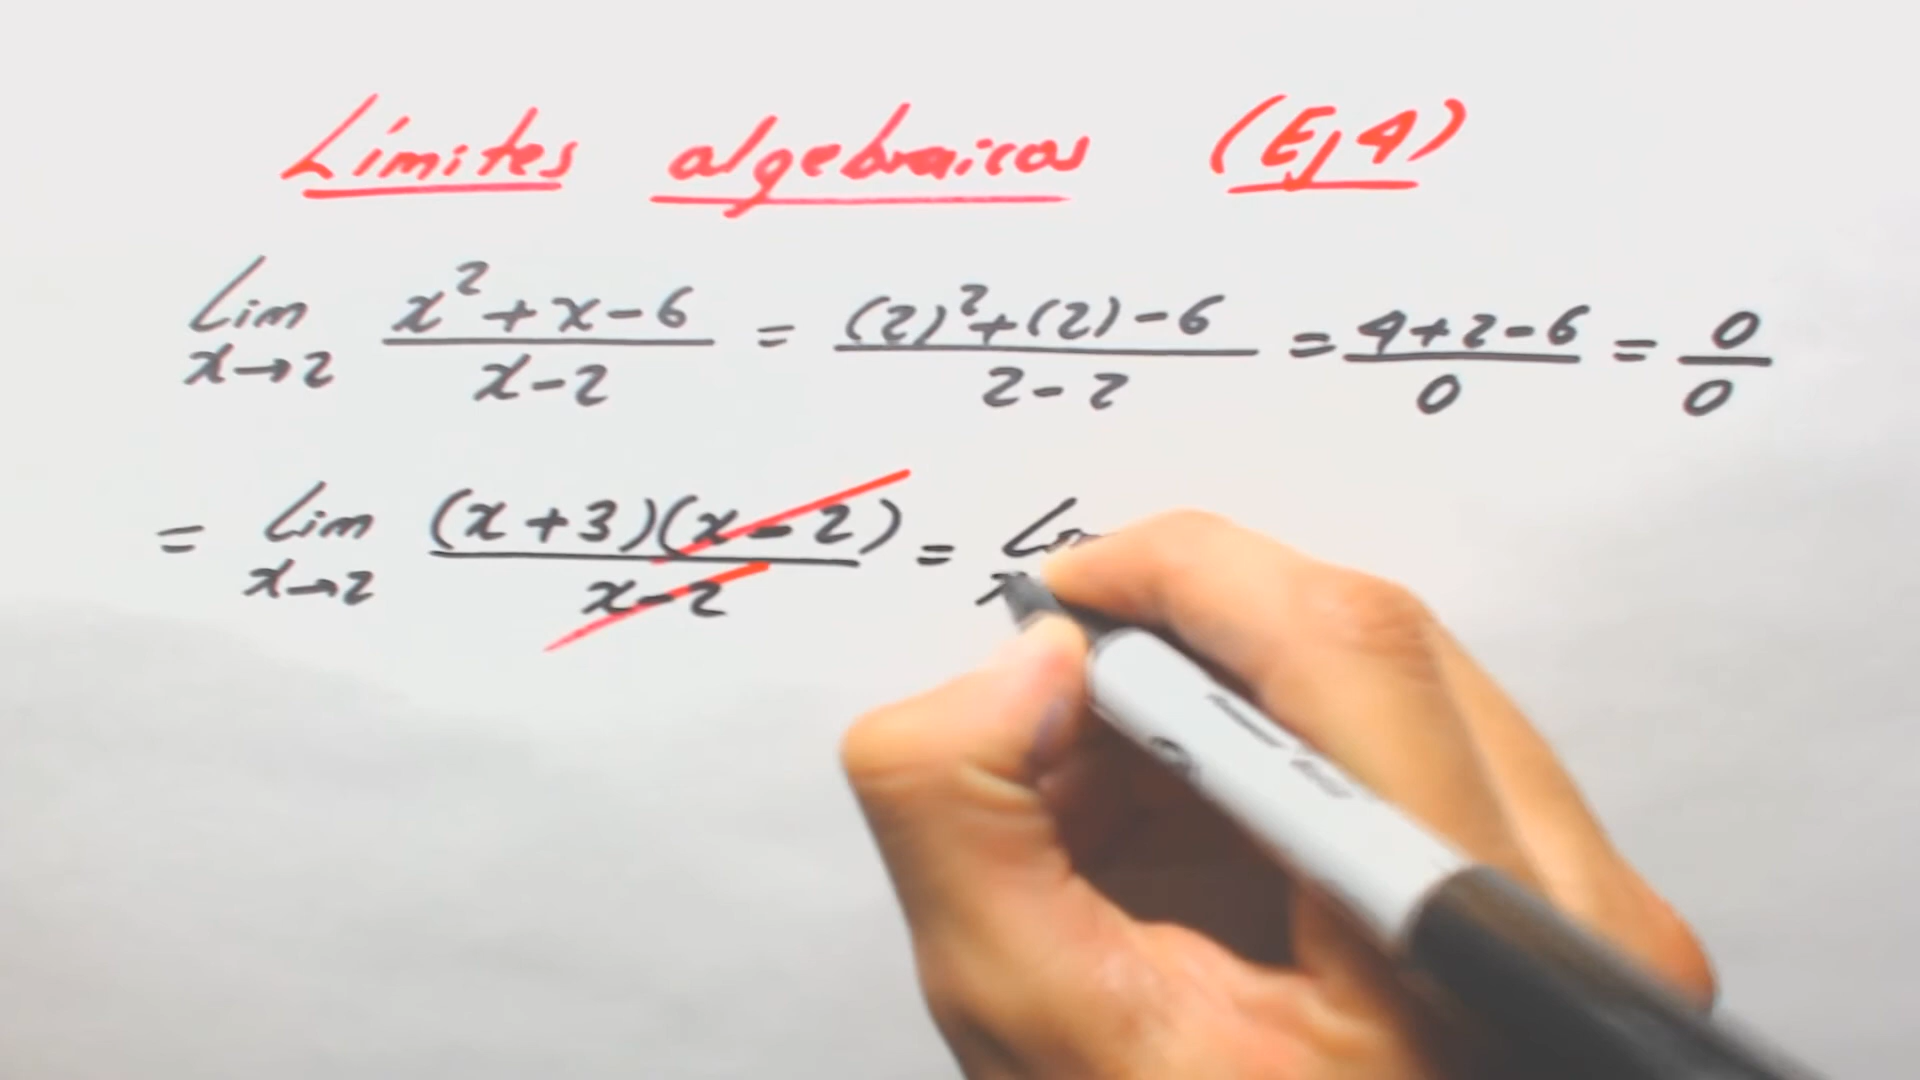 Límites algebraicos (Ej 4)
Lim x→2 (x²+x-6)/(x-2) = ((2)²+(2)-6)/(2-2) = (4+2-6)/0 = 0/0
= Lim x→2 ((x+3)(x-2))/(x-2) = Lim x